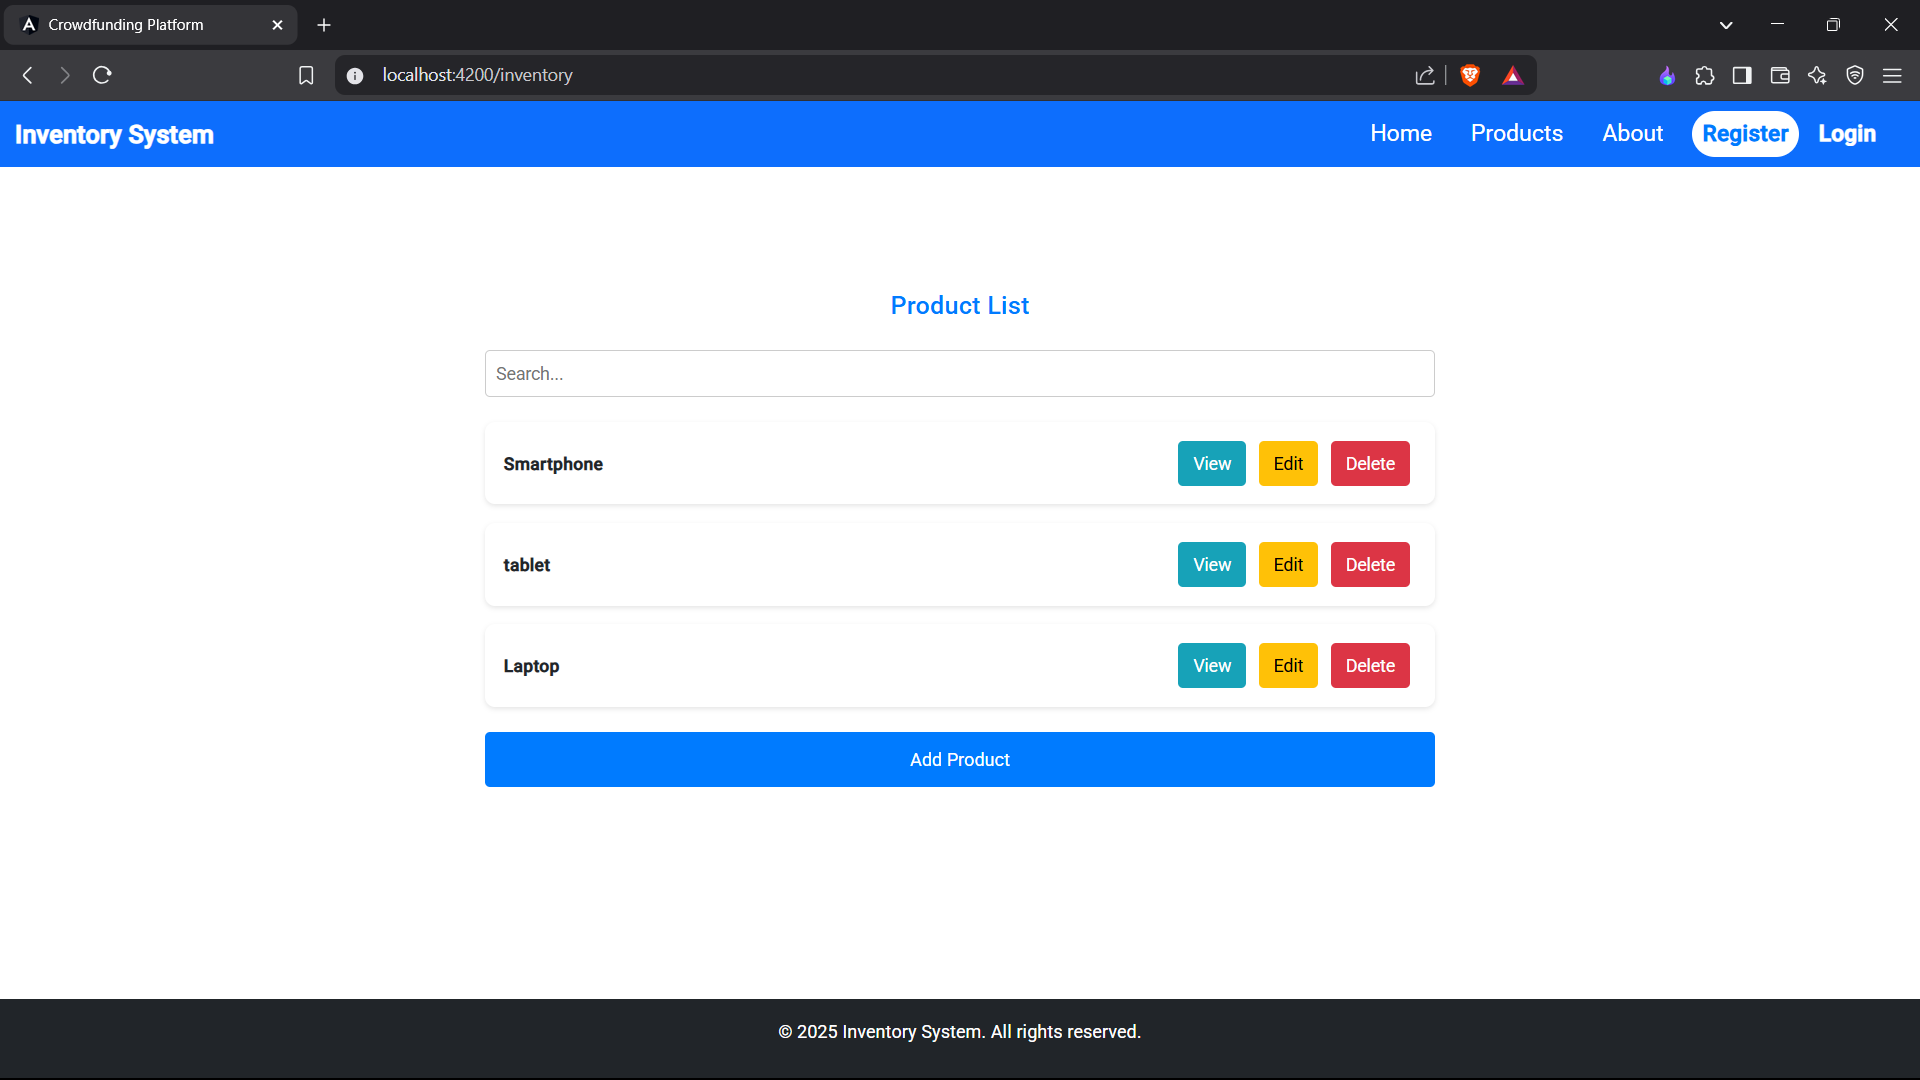 Crowdfunding Platform
localhost:4200/inventory
Inventory System Home Products About Register Login
Product List
Search...
Smartphone View Edit Delete
tablet View Edit Delete
Laptop View Edit Delete
Add Product
© 2025 Inventory System. All rights reserved.